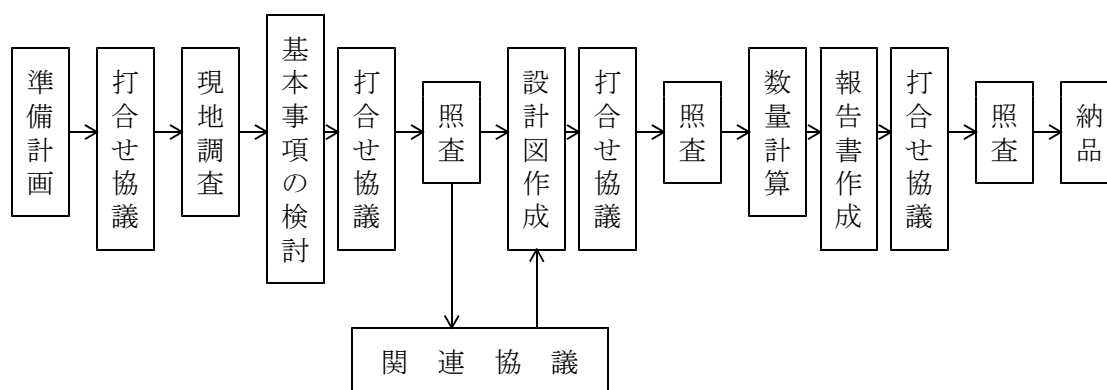 準備計画
打合せ協議
現地調査
基本事項の検討
打合せ協議
照査
設計図作成
打合せ協議
照査
数量計算
報告書作成
打合せ協議
照査
納品
関連協議